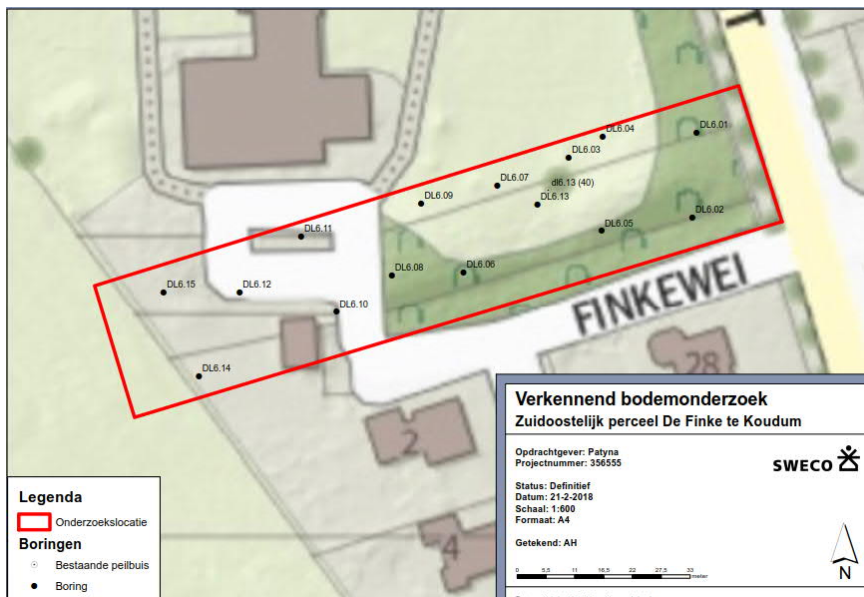 DL6.01
DL6.04
DL6.03
DL6.07
dl6.13 (40)
DL6.13
DL6.09
DL6.02
DL6.05
DL6.11
DL6.06
DL6.08
DL6.15
DL6.12
DL6.10
DL6.14
FINKEWEI
28
2
4
Verkennend bodemonderzoek
Zuidoostelijk perceel De Finke te Koudum
Opdrachtgever: Patyna
Projectnummer: 356555
SWECO
Status: Definitief
Datum: 21-2-2018
Schaal: 1:600
Formaat: A4
Getekend: AH
0 5,5 11 16,5 22 27,5 33
meter
N
Legenda
Onderzoekslocatie
Boringen
Bestaande peilbuis
Boring